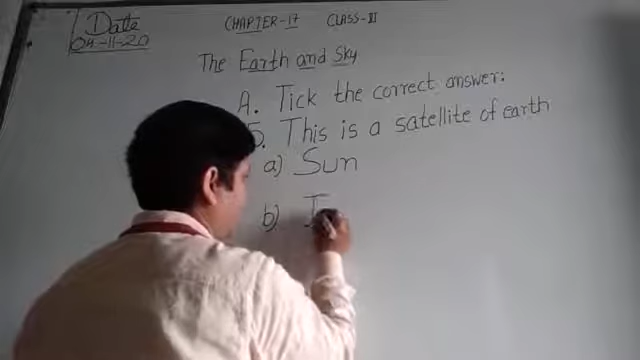 Date
04-11-20
CHAPTER-17 CLASS-III
The Earth and Sky
A. Tick the correct answer:
5. This is a satellite of earth
a) Sun
b)